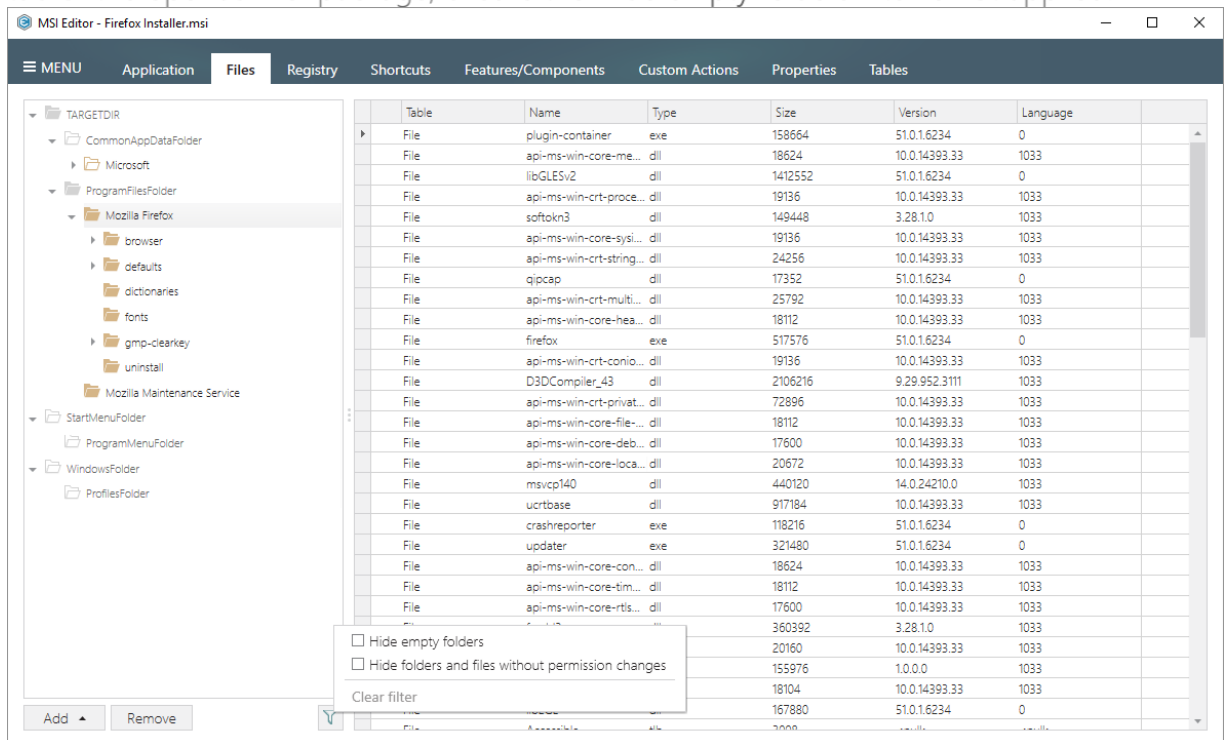 MSI Editor - Firefox Installer.msi
MENU Application Files Registry Shortcuts Features/Components Custom Actions Properties Tables
TARGETDIR
CommonAppDataFolder
Microsoft
ProgramFilesFolder
Mozilla Firefox
browser
defaults
dictionaries
fonts
gmp-clearkey
uninstall
Mozilla Maintenance Service
StartMenuFolder
ProgramMenuFolder
WindowsFolder
ProfilesFolder
Add Remove
Table Name Type Size Version Language
File plugin-container exe 158664 51.0.1.6234 0
File api-ms-win-core-me... dll 18624 10.0.14393.33 1033
File libGLESv2 dll 1412552 51.0.1.6234 0
File api-ms-win-crt-proce... dll 19136 10.0.14393.33 1033
File softokn3 dll 149448 3.28.1.0 1033
File api-ms-win-core-sysi... dll 19136 10.0.14393.33 1033
File api-ms-win-crt-string... dll 24256 10.0.14393.33 1033
File qipcap dll 17352 51.0.1.6234 0
File api-ms-win-crt-multi... dll 25792 10.0.14393.33 1033
File api-ms-win-core-hea... dll 18112 10.0.14393.33 1033
File firefox exe 517576 51.0.1.6234 0
File api-ms-win-crt-conio... dll 19136 10.0.14393.33 1033
File D3DCompiler_43 dll 2106216 9.29.952.3111 1033
File api-ms-win-crt-privat... dll 72896 10.0.14393.33 1033
File api-ms-win-core-file-... dll 18112 10.0.14393.33 1033
File api-ms-win-core-deb... dll 17600 10.0.14393.33 1033
File api-ms-win-core-loca... dll 20672 10.0.14393.33 1033
File msvcp140 dll 440120 14.0.24210.0 1033
File ucrtbase dll 917184 10.0.14393.33 1033
File crashreporter exe 118216 51.0.1.6234 0
File updater exe 321480 51.0.1.6234 0
File api-ms-win-core-con... dll 18624 10.0.14393.33 1033
File api-ms-win-core-tim... dll 18112 10.0.14393.33 1033
File api-ms-win-core-rtls... dll 17600 10.0.14393.33 1033
360392 3.28.1.0 1033
20160 10.0.14393.33 1033
155976 1.0.0.0 1033
18104 10.0.14393.33 1033
167880 51.0.1.6234 0
Hide empty folders
Hide folders and files without permission changes
Clear filter